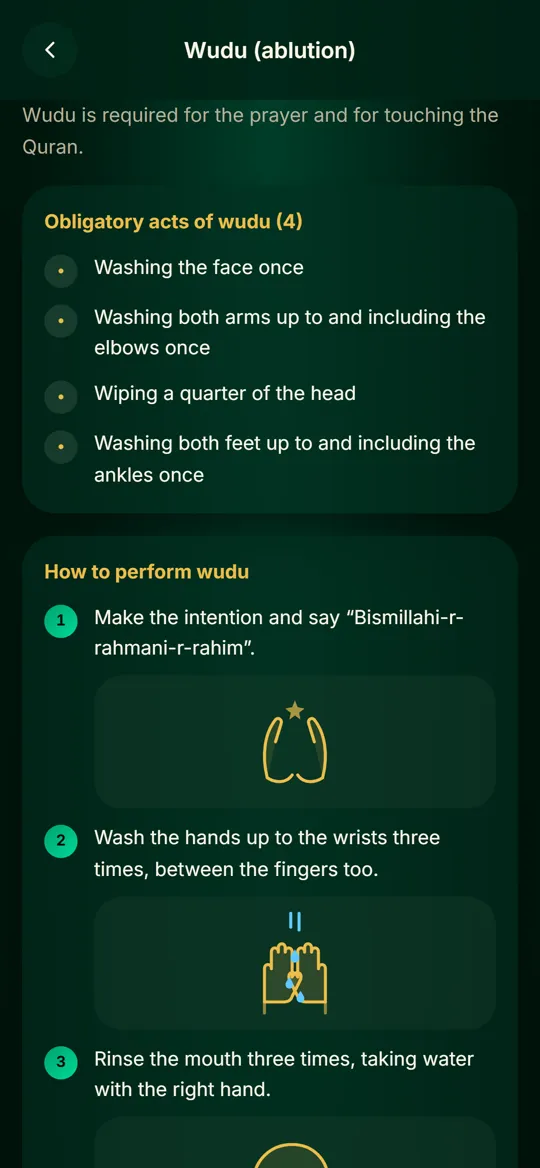 Wudu (ablution)
Wudu is required for the prayer and for touching the
Quran.
Obligatory acts of wudu (4)
Washing the face once
Washing both arms up to and including the
elbows once
Wiping a quarter of the head
Washing both feet up to and including the
ankles once
How to perform wudu
1 Make the intention and say “Bismillahi-r-
rahmani-r-rahim”.
2 Wash the hands up to the wrists three
times, between the fingers too.
3 Rinse the mouth three times, taking water
with the right hand.